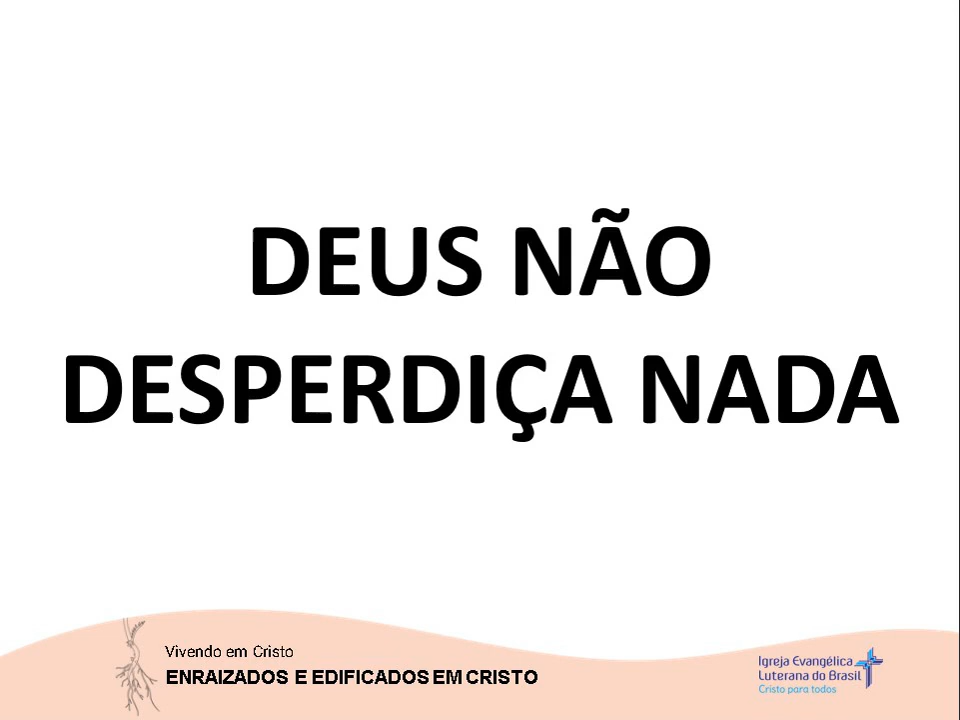 DEUS NÃO
DESPERDIÇA NADA
Vivendo em Cristo
ENRAIZADOS E EDIFICADOS EM CRISTO
Igreja Evangélica
Luterana do Brasil
Cristo para todos